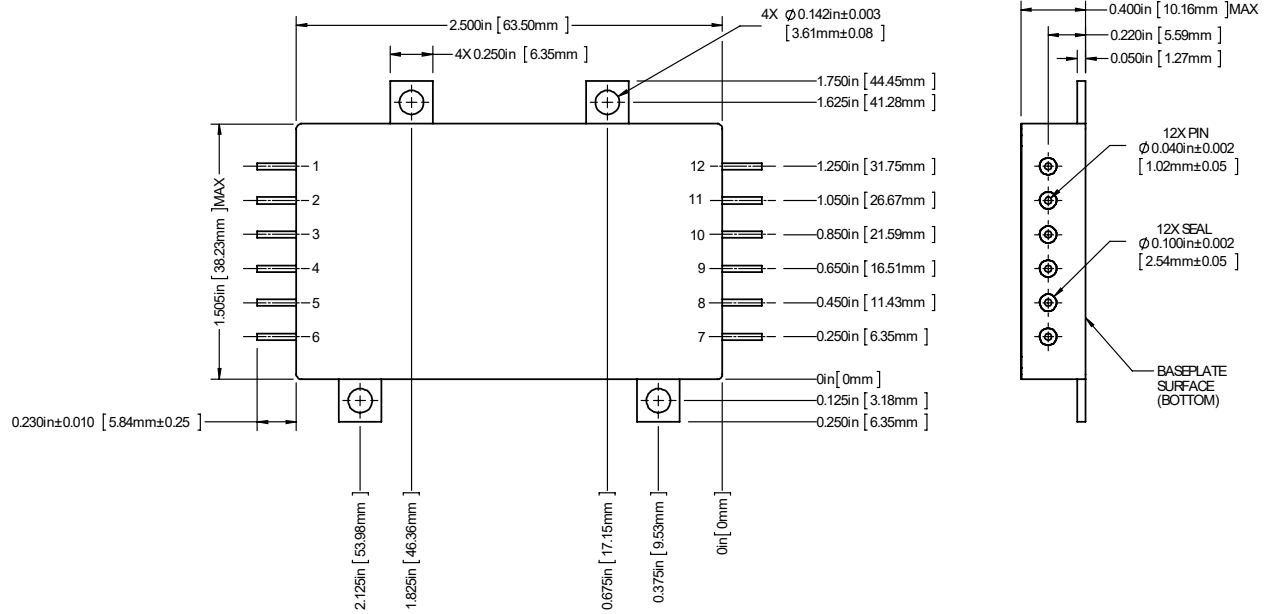 2.500in [ 63.50mm ]
4X Ø 0.142in±0.003
[ 3.61mm±0.08 ]
4X 0.250in [ 6.35mm ]
1.750in [ 44.45mm ]
1.625in [ 41.28mm ]
1.505in [ 38.23mm ] MAX
1
2
3
4
5
6
12
11
10
9
8
7
1.250in [ 31.75mm ]
1.050in [ 26.67mm ]
0.850in [ 21.59mm ]
0.650in [ 16.51mm ]
0.450in [ 11.43mm ]
0.250in [ 6.35mm ]
0in [ 0mm ]
0.125in [ 3.18mm ]
0.250in [ 6.35mm ]
0.230in±0.010 [ 5.84mm±0.25 ]
2.125in [ 53.98mm ]
1.825in [ 46.36mm ]
0.675in [ 17.15mm ]
0.375in [ 9.53mm ]
0in [ 0mm ]
0.400in [ 10.16mm ] MAX
0.220in [ 5.59mm ]
0.050in [ 1.27mm ]
12X PIN
Ø 0.040in±0.002
[ 1.02mm±0.05 ]
12X SEAL
Ø 0.100in±0.002
[ 2.54mm±0.05 ]
BASEPLATE
SURFACE
(BOTTOM)